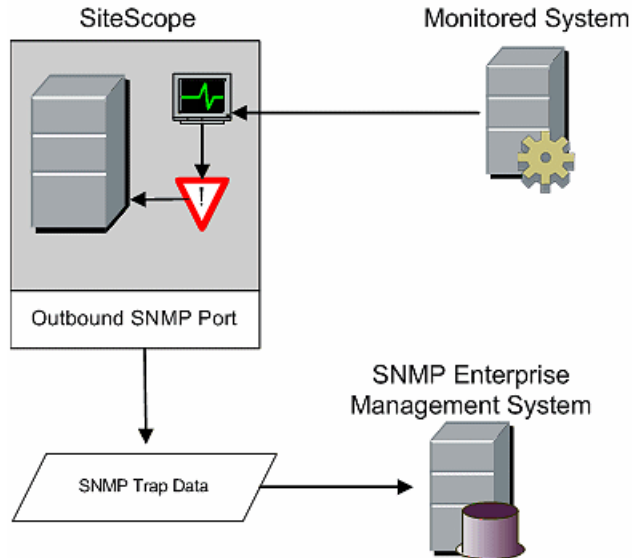 SiteScope
Monitored System
!
Outbound SNMP Port
SNMP Enterprise
Management System
SNMP Trap Data